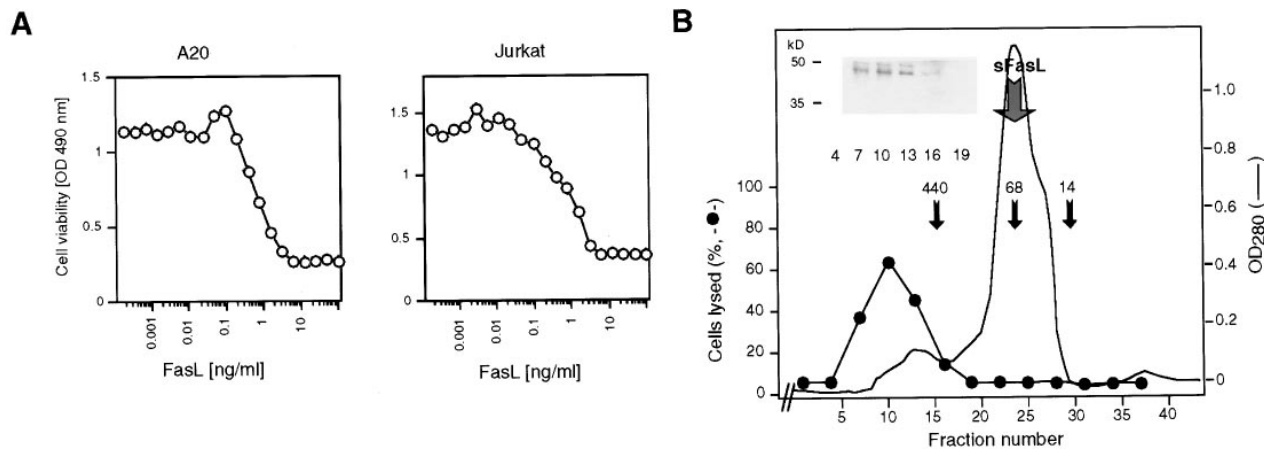 A
A20
1.5
1
0.5
0
Cell viability [OD 490 nm]
0.001
0.01
0.1
1
10
FasL [ng/ml]
Jurkat
1.5
1
0.5
0
0.001
0.01
0.1
1
10
FasL [ng/ml]
B
kD
50
35
sFasL
4 7 10 13 16 19
440 68 14
100
80
60
40
20
0
Cells lysed (%, -●-)
1.0
0.8
0.6
0.4
0.2
0
OD280 (——)
5 10 15 20 25 30 35 40
Fraction number